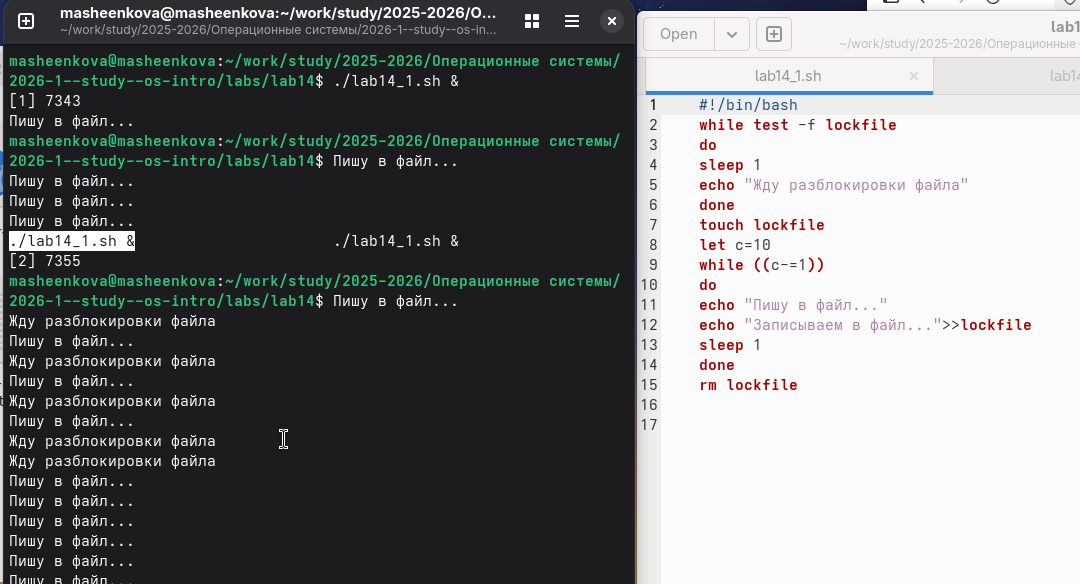 masheenkova@masheenkova:~/work/study/2025-2026/О...
~/work/study/2025-2026/Операционные системы/2026-1--study--os-in...
masheenkova@masheenkova:~/work/study/2025-2026/Операционные системы/
2026-1--study--os-intro/labs/lab14$ ./lab14_1.sh &
[1] 7343
Пишу в файл...
masheenkova@masheenkova:~/work/study/2025-2026/Операционные системы/
2026-1--study--os-intro/labs/lab14$ Пишу в файл...
Пишу в файл...
Пишу в файл...
Пишу в файл...
./lab14_1.sh & ./lab14_1.sh &
[2] 7355
masheenkova@masheenkova:~/work/study/2025-2026/Операционные системы/
2026-1--study--os-intro/labs/lab14$ Пишу в файл...
Жду разблокировки файла
Пишу в файл...
Жду разблокировки файла
Пишу в файл...
Жду разблокировки файла
Пишу в файл...
Жду разблокировки файла
Жду разблокировки файла
Пишу в файл...
Пишу в файл...
Пишу в файл...
Пишу в файл...
Пишу в файл...
Пишу в файл...
Open
lab1
~/work/study/2025-2026/Операционные
lab14_1.sh
lab14
1 #!/bin/bash
2 while test -f lockfile
3 do
4 sleep 1
5 echo "Жду разблокировки файла"
6 done
7 touch lockfile
8 let c=10
9 while ((c-=1))
10 do
11 echo "Пишу в файл..."
12 echo "Записываем в файл...">>lockfile
13 sleep 1
14 done
15 rm lockfile
16
17